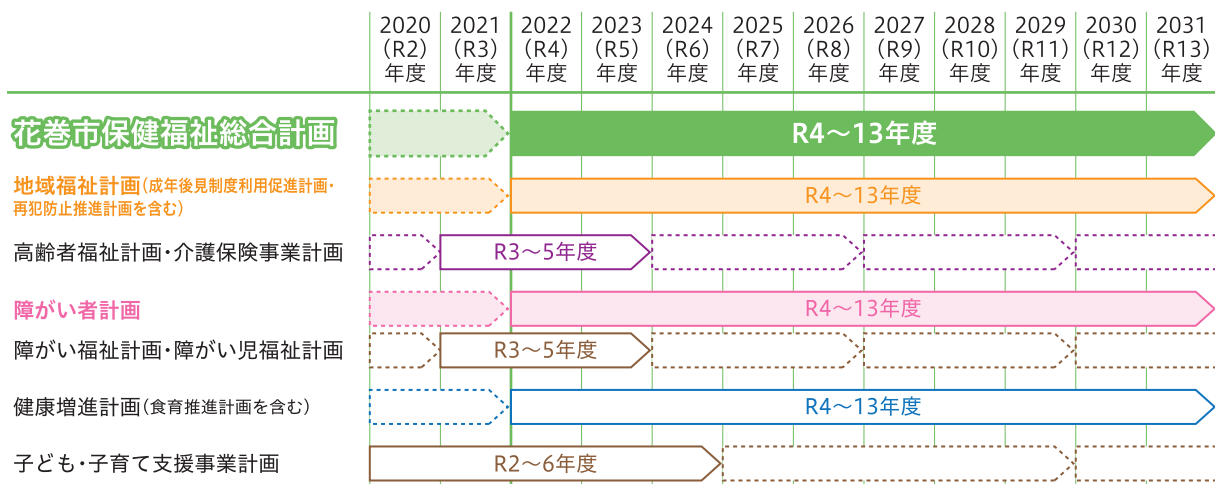 2020 2021 2022 2023 2024 2025 2026 2027 2028 2029 2030 2031
（R2） （R3） （R4） （R5） （R6） （R7） （R8） （R9） （R10） （R11） （R12） （R13）
年度 年度 年度 年度 年度 年度 年度 年度 年度 年度 年度 年度
花巻市保健福祉総合計画 R4～13年度
地域福祉計画（成年後見制度利用促進計画・
再犯防止推進計画を含む） R4～13年度
高齢者福祉計画・介護保険事業計画 R3～5年度
障がい者計画 R4～13年度
障がい福祉計画・障がい児福祉計画 R3～5年度
健康増進計画（食育推進計画を含む） R4～13年度
子ども・子育て支援事業計画 R2～6年度